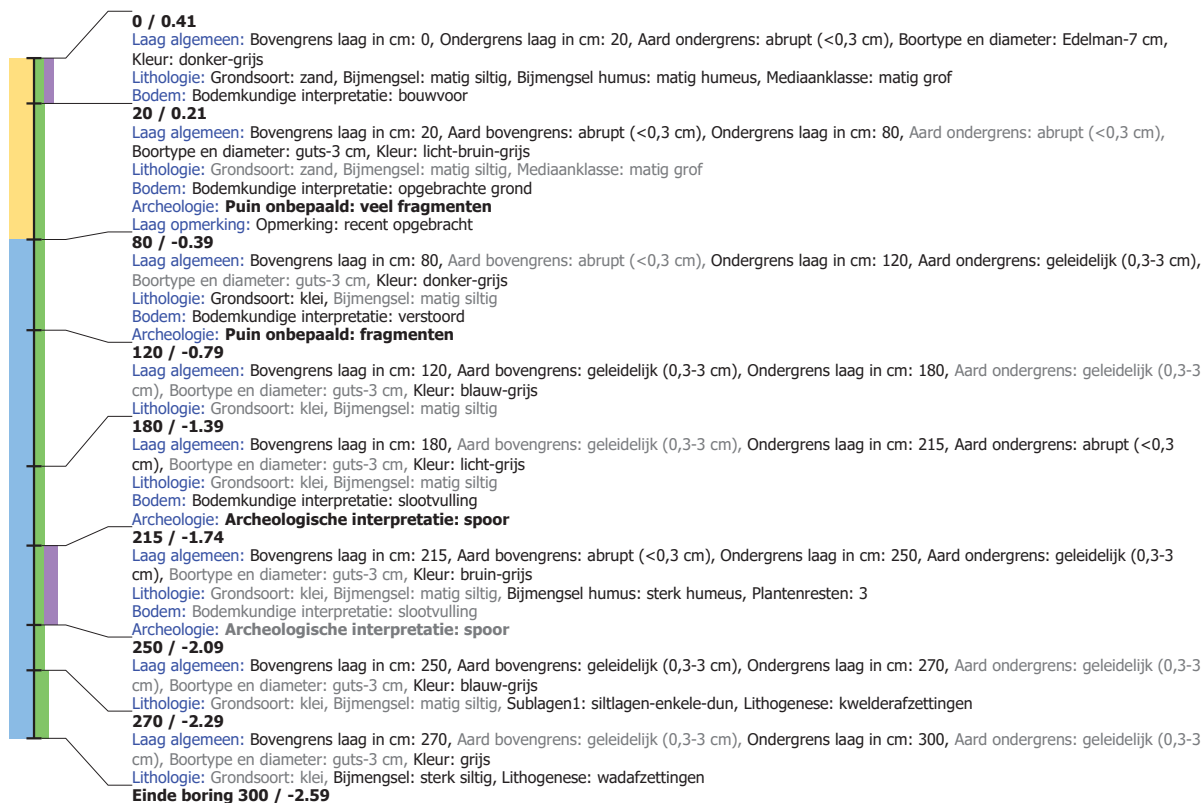 0 / 0.41
Laag algemeen: Bovengrens laag in cm: 0, Ondergrens laag in cm: 20, Aard ondergrens: abrupt (<0,3 cm), Boortype en diameter: Edelman-7 cm,
Kleur: donker-grijs
Lithologie: Grondsoort: zand, Bijmengsel: matig siltig, Bijmengsel humus: matig humeus, Mediaanklasse: matig grof
Bodem: Bodemkundige interpretatie: bouwvoor
20 / 0.21
Laag algemeen: Bovengrens laag in cm: 20, Aard bovengrens: abrupt (<0,3 cm), Ondergrens laag in cm: 80, Aard ondergrens: abrupt (<0,3 cm),
Boortype en diameter: guts-3 cm, Kleur: licht-bruin-grijs
Lithologie: Grondsoort: zand, Bijmengsel: matig siltig, Mediaanklasse: matig grof
Bodem: Bodemkundige interpretatie: opgebrachte grond
Archeologie: Puin onbepaald: veel fragmenten
Laag opmerking: Opmerking: recent opgebracht
80 / -0.39
Laag algemeen: Bovengrens laag in cm: 80, Aard bovengrens: abrupt (<0,3 cm), Ondergrens laag in cm: 120, Aard ondergrens: geleidelijk (0,3-3 cm),
Boortype en diameter: guts-3 cm, Kleur: donker-grijs
Lithologie: Grondsoort: klei, Bijmengsel: matig siltig
Bodem: Bodemkundige interpretatie: verstoord
Archeologie: Puin onbepaald: fragmenten
120 / -0.79
Laag algemeen: Bovengrens laag in cm: 120, Aard bovengrens: geleidelijk (0,3-3 cm), Ondergrens laag in cm: 180, Aard ondergrens: geleidelijk (0,3-3
cm), Boortype en diameter: guts-3 cm, Kleur: blauw-grijs
Lithologie: Grondsoort: klei, Bijmengsel: matig siltig
180 / -1.39
Laag algemeen: Bovengrens laag in cm: 180, Aard bovengrens: geleidelijk (0,3-3 cm), Ondergrens laag in cm: 215, Aard ondergrens: abrupt (<0,3
cm), Boortype en diameter: guts-3 cm, Kleur: licht-grijs
Lithologie: Grondsoort: klei, Bijmengsel: matig siltig
Bodem: Bodemkundige interpretatie: slootvulling
Archeologie: Archeologische interpretatie: spoor
215 / -1.74
Laag algemeen: Bovengrens laag in cm: 215, Aard bovengrens: abrupt (<0,3 cm), Ondergrens laag in cm: 250, Aard ondergrens: geleidelijk (0,3-3
cm), Boortype en diameter: guts-3 cm, Kleur: bruin-grijs
Lithologie: Grondsoort: klei, Bijmengsel: matig siltig, Bijmengsel humus: sterk humeus, Plantenresten: 3
Bodem: Bodemkundige interpretatie: slootvulling
Archeologie: Archeologische interpretatie: spoor
250 / -2.09
Laag algemeen: Bovengrens laag in cm: 250, Aard bovengrens: geleidelijk (0,3-3 cm), Ondergrens laag in cm: 270, Aard ondergrens: geleidelijk (0,3-3
cm), Boortype en diameter: guts-3 cm, Kleur: blauw-grijs
Lithologie: Grondsoort: klei, Bijmengsel: matig siltig, Sublagen1: siltlagen-enkele-dun, Lithogenese: kwelderafzettingen
270 / -2.29
Laag algemeen: Bovengrens laag in cm: 270, Aard bovengrens: geleidelijk (0,3-3 cm), Ondergrens laag in cm: 300, Aard ondergrens: geleidelijk (0,3-3
cm), Boortype en diameter: guts-3 cm, Kleur: grijs
Lithologie: Grondsoort: klei, Bijmengsel: sterk siltig, Lithogenese: wadafzettingen
Einde boring 300 / -2.59